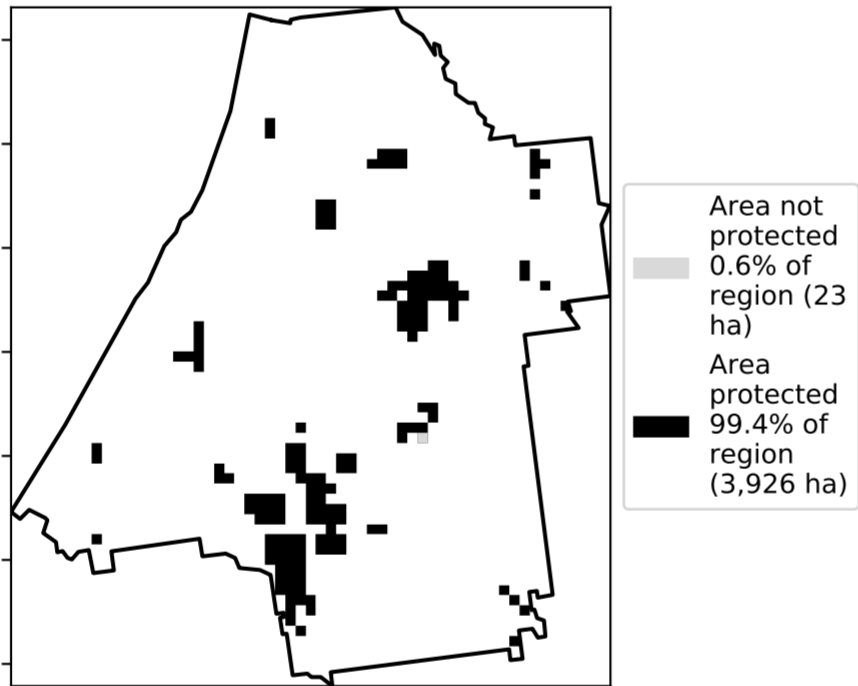 Area not
protected
0.6% of
region (23
ha)
Area
protected
99.4% of
region
(3,926 ha)